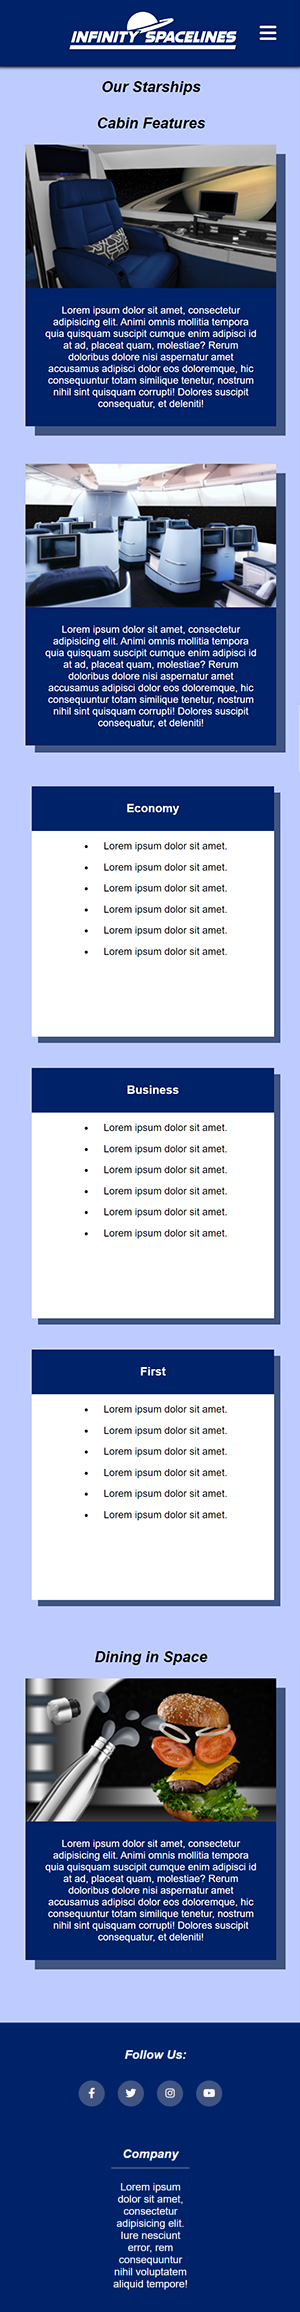 INFINITY SPACELINES
Our Starships
Cabin Features
Lorem ipsum dolor sit amet, consectetur
adipisicing elit. Animi omnis mollitia tempora
quia quisquam suscipit cumque enim adipisci id
at ad, placeat quam, molestiae? Rerum
doloribus dolore nisi aspernatur amet
accusamus adipisci dolor eos doloremque, hic
consequuntur totam similique tenetur, nostrum
nihil sint quisquam corrupti! Dolores suscipit
consequatur, et deleniti!
Lorem ipsum dolor sit amet, consectetur
adipisicing elit. Animi omnis mollitia tempora
quia quisquam suscipit cumque enim adipisci id
at ad, placeat quam, molestiae? Rerum
doloribus dolore nisi aspernatur amet
accusamus adipisci dolor eos doloremque, hic
consequuntur totam similique tenetur, nostrum
nihil sint quisquam corrupti! Dolores suscipit
consequatur, et deleniti!
Economy
• Lorem ipsum dolor sit amet.
• Lorem ipsum dolor sit amet.
• Lorem ipsum dolor sit amet.
• Lorem ipsum dolor sit amet.
• Lorem ipsum dolor sit amet.
• Lorem ipsum dolor sit amet.
Business
• Lorem ipsum dolor sit amet.
• Lorem ipsum dolor sit amet.
• Lorem ipsum dolor sit amet.
• Lorem ipsum dolor sit amet.
• Lorem ipsum dolor sit amet.
• Lorem ipsum dolor sit amet.
First
• Lorem ipsum dolor sit amet.
• Lorem ipsum dolor sit amet.
• Lorem ipsum dolor sit amet.
• Lorem ipsum dolor sit amet.
• Lorem ipsum dolor sit amet.
• Lorem ipsum dolor sit amet.
Dining in Space
Lorem ipsum dolor sit amet, consectetur
adipisicing elit. Animi omnis mollitia tempora
quia quisquam suscipit cumque enim adipisci id
at ad, placeat quam, molestiae? Rerum
doloribus dolore nisi aspernatur amet
accusamus adipisci dolor eos doloremque, hic
consequuntur totam similique tenetur, nostrum
nihil sint quisquam corrupti! Dolores suscipit
consequatur, et deleniti!
Follow Us:
Company
Lorem ipsum
dolor sit amet,
consectetur
adipisicing elit.
Iure nesciunt
error, rem
consequuntur
nihil voluptatem
aliquid tempore!